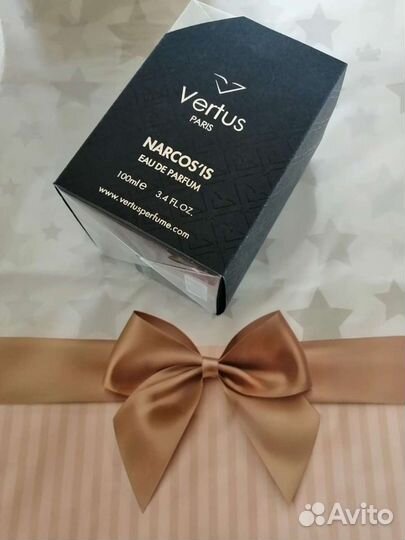 vertus
PARIS
NARCOS'IS
EAU DE PARFUM
100ml e 3.4 FL.OZ.
www.vertusperfume.com
Avito